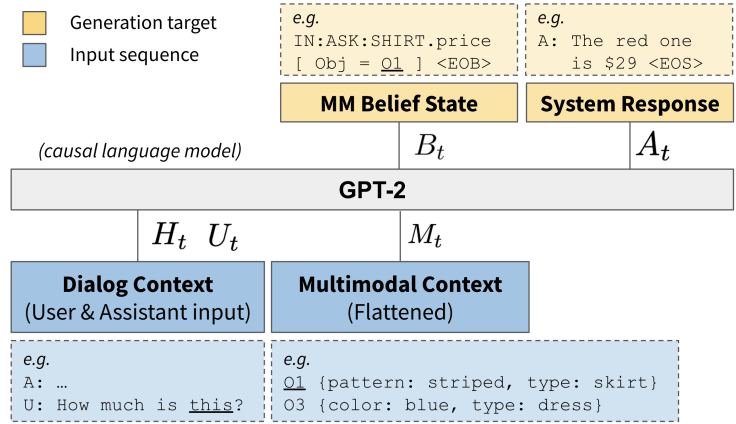 Generation target
Input sequence
e.g.
IN:ASK:SHIRT.price
[ Obj = O1 ] <EOB>
e.g.
A: The red one
is $29 <EOS>
MM Belief State
System Response
(causal language model)
B_t
A_t
GPT-2
H_t U_t
M_t
Dialog Context
(User & Assistant input)
Multimodal Context
(Flattened)
e.g.
A: …
U: How much is this?
e.g.
O1 {pattern: striped, type: skirt}
O3 {color: blue, type: dress}